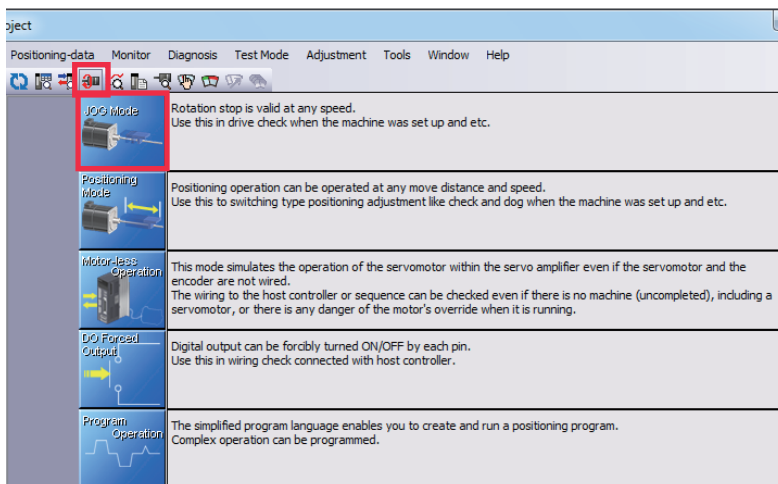 oject
Positioning-data Monitor Diagnosis Test Mode Adjustment Tools Window Help
JOG Mode
Rotation stop is valid at any speed.
Use this in drive check when the machine was set up and etc.
Positioning
Mode
Positioning operation can be operated at any move distance and speed.
Use this to switching type positioning adjustment like check and dog when the machine was set up and etc.
Motor-less
Operation
This mode simulates the operation of the servomotor within the servo amplifier even if the servomotor and the
encoder are not wired.
The wiring to the host controller or sequence can be checked even if there is no machine (uncompleted), including a
servomotor, or there is any danger of the motor's override when it is running.
DO Forced
Output
Digital output can be forcibly turned ON/OFF by each pin.
Use this in wiring check connected with host controller.
Program
Operation
The simplified program language enables you to create and run a positioning program.
Complex operation can be programmed.